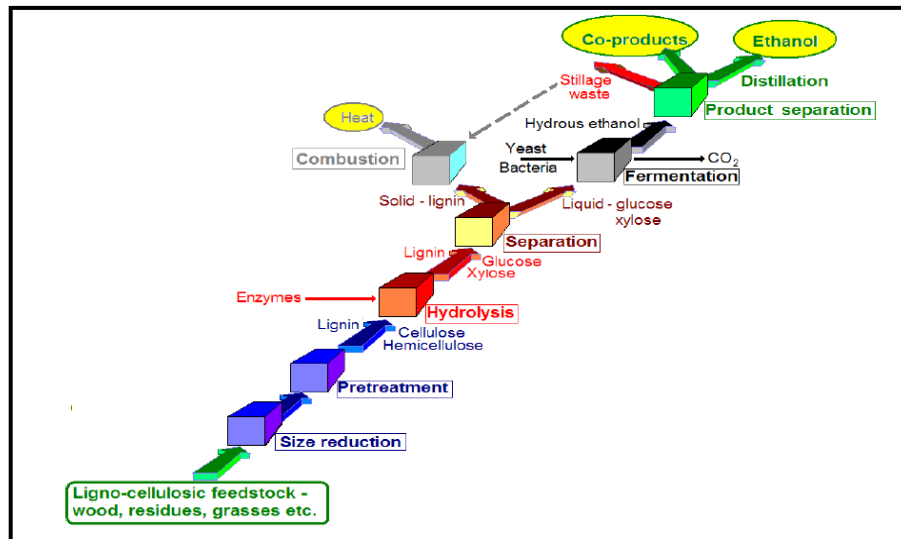 Co-products
Ethanol
Stillage
waste
Distillation
Product separation
Heat
Hydrous ethanol
Combustion
Yeast
Bacteria
CO2
Fermentation
Solid - lignin
Liquid - glucose
xylose
Separation
Lignin
Glucose
Xylose
Enzymes
Hydrolysis
Lignin
Cellulose
Hemicellulose
Pretreatment
Size reduction
Ligno-cellulosic feedstock -
wood, residues, grasses etc.